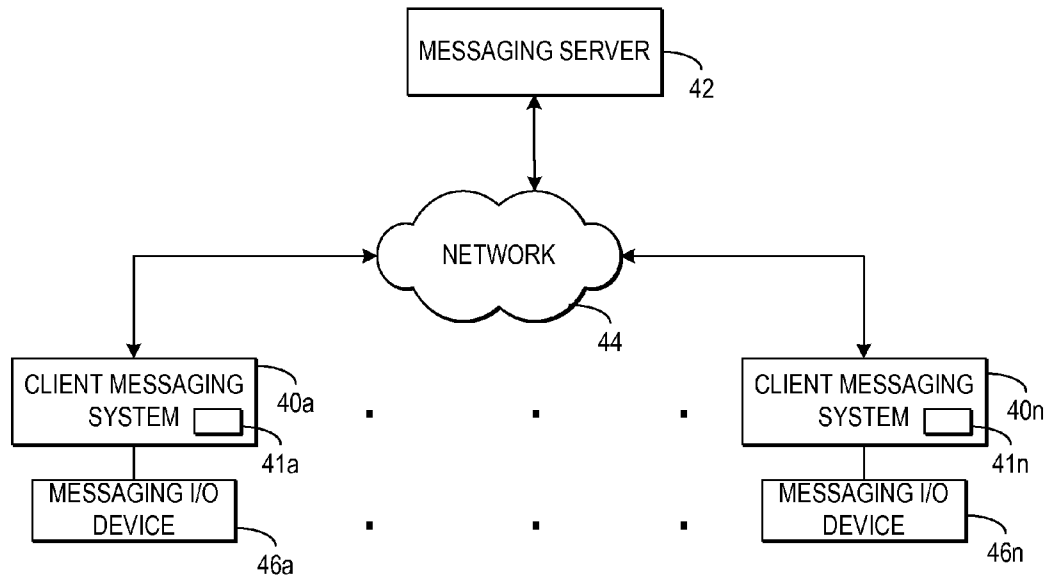 MESSAGING SERVER
42
NETWORK
44
CLIENT MESSAGING
SYSTEM
40a
41a
CLIENT MESSAGING
SYSTEM
40n
41n
MESSAGING I/O
DEVICE
46a
MESSAGING I/O
DEVICE
46n